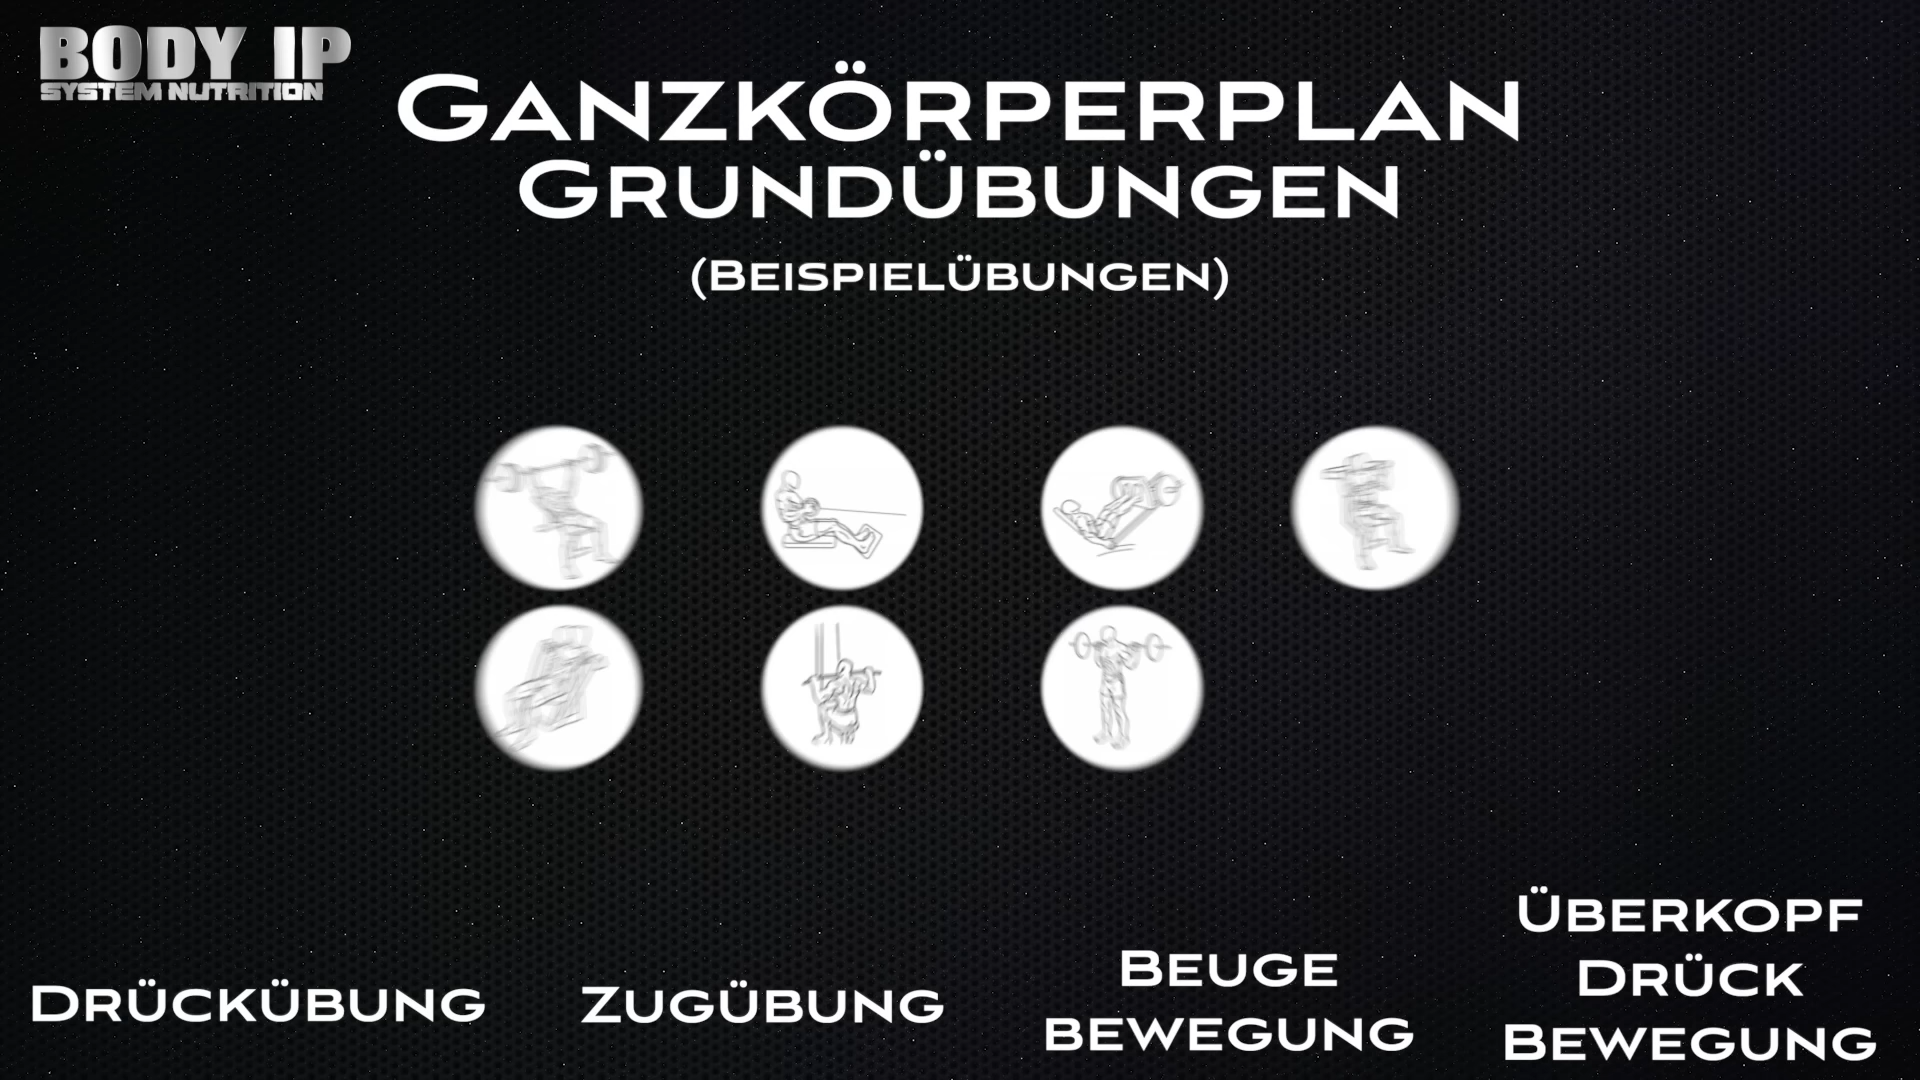 BODY IP
SYSTEM NUTRITION
GANZKÖRPERPLAN
GRUNDÜBUNGEN
(BEISPIELÜBUNGEN)
DRÜCKÜBUNG
ZUGÜBUNG
BEUGE
BEWEGUNG
ÜBERKOPF
DRÜCK
BEWEGUNG